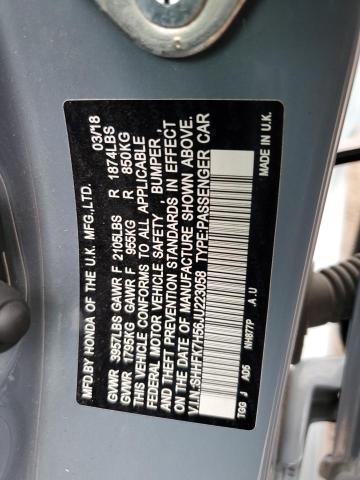 MFD.BY HONDA OF THE U.K. MFG.,LTD. 03/18
GVWR 3957LBS GAWR F 2105LBS R 1874LBS
GVWR 1795KG GAWR F 955KG R 850KG
THIS VEHICLE CONFORMS TO ALL APPLICABLE
FEDERAL MOTOR VEHICLE SAFETY , BUMPER ,
AND THEFT PREVENTION STANDARDS IN EFFECT
ON THE DATE OF MANUFACTURE SHOWN ABOVE.
V.I.N.:SHHFK7H56JU223058 TYPE:PASSENGER CAR
TGG J AD5 NH877P .A.U MADE IN U.K.